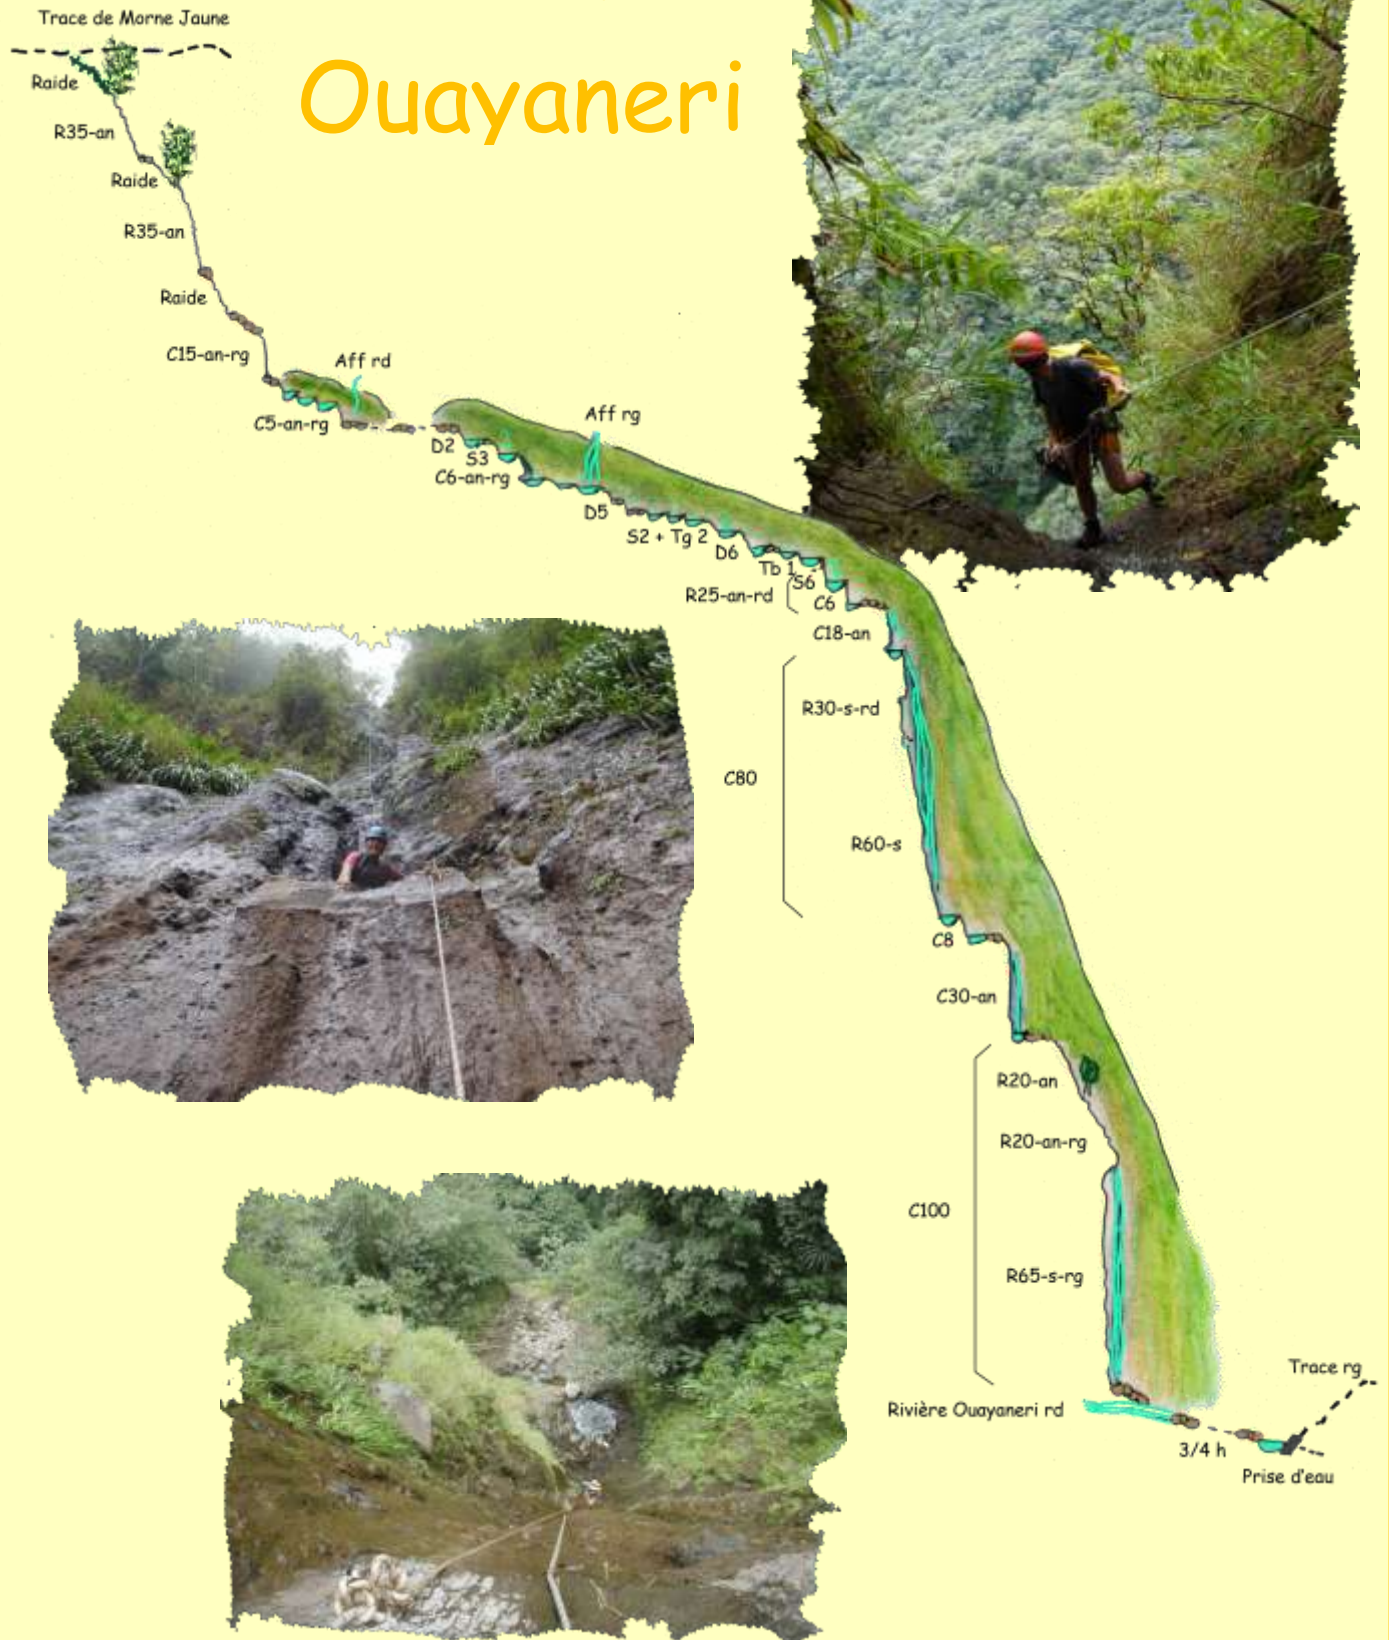 Trace de Morne Jaune
Ouayaneri
Raide
R35-an
Raide
R35-an
Raide
C15-an-rg
Aff rd
C5-an-rg
Aff rg
D2
S3
C6-an-rg
D5
S2 + Tg 2
D6
Tb 1
S6
R25-an-rd
C6
C18-an
R30-s-rd
C80
R60-s
C8
C30-an
R20-an
R20-an-rg
C100
R65-s-rg
Trace rg
Rivière Ouayaneri rd
3/4 h
Prise d'eau